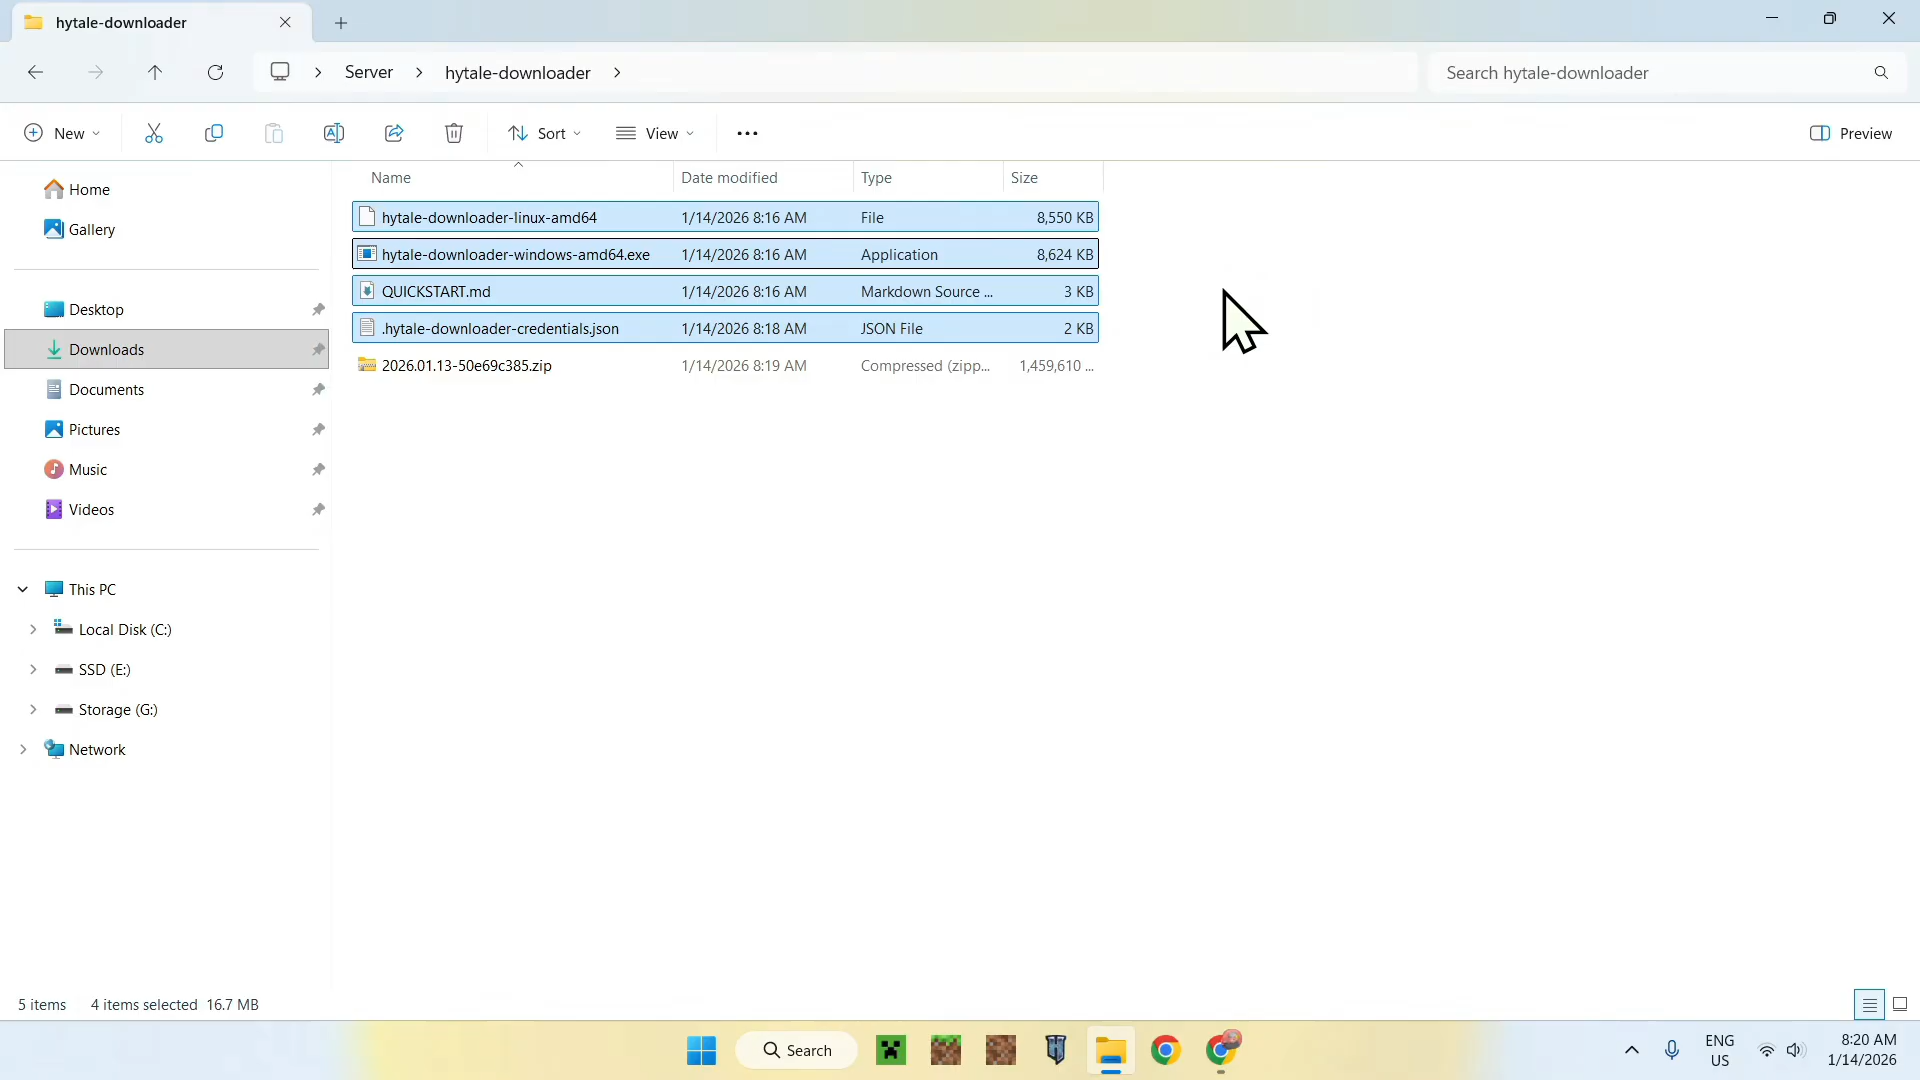 hytale-downloader
Server
hytale-downloader
Search hytale-downloader
New
Sort
View
Preview
Name
Date modified
Type
Size
hytale-downloader-linux-amd64 1/14/2026 8:16 AM File 8,550 KB
hytale-downloader-windows-amd64.exe 1/14/2026 8:16 AM Application 8,624 KB
QUICKSTART.md 1/14/2026 8:16 AM Markdown Source ... 3 KB
.hytale-downloader-credentials.json 1/14/2026 8:18 AM JSON File 2 KB
2026.01.13-50e69c385.zip 1/14/2026 8:19 AM Compressed (zipp... 1,459,610 ...
Home
Gallery
Desktop
Downloads
Documents
Pictures
Music
Videos
This PC
Local Disk (C:)
SSD (E:)
Storage (G:)
Network
5 items 4 items selected 16.7 MB
Search
ENG
US
8:20 AM
1/14/2026